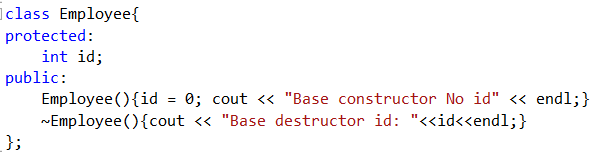 class Employee{
protected:
    int id;
public:
    Employee(){id = 0; cout << "Base constructor No id" << endl;}
    ~Employee(){cout << "Base destructor id: "<<id<<endl;}
};